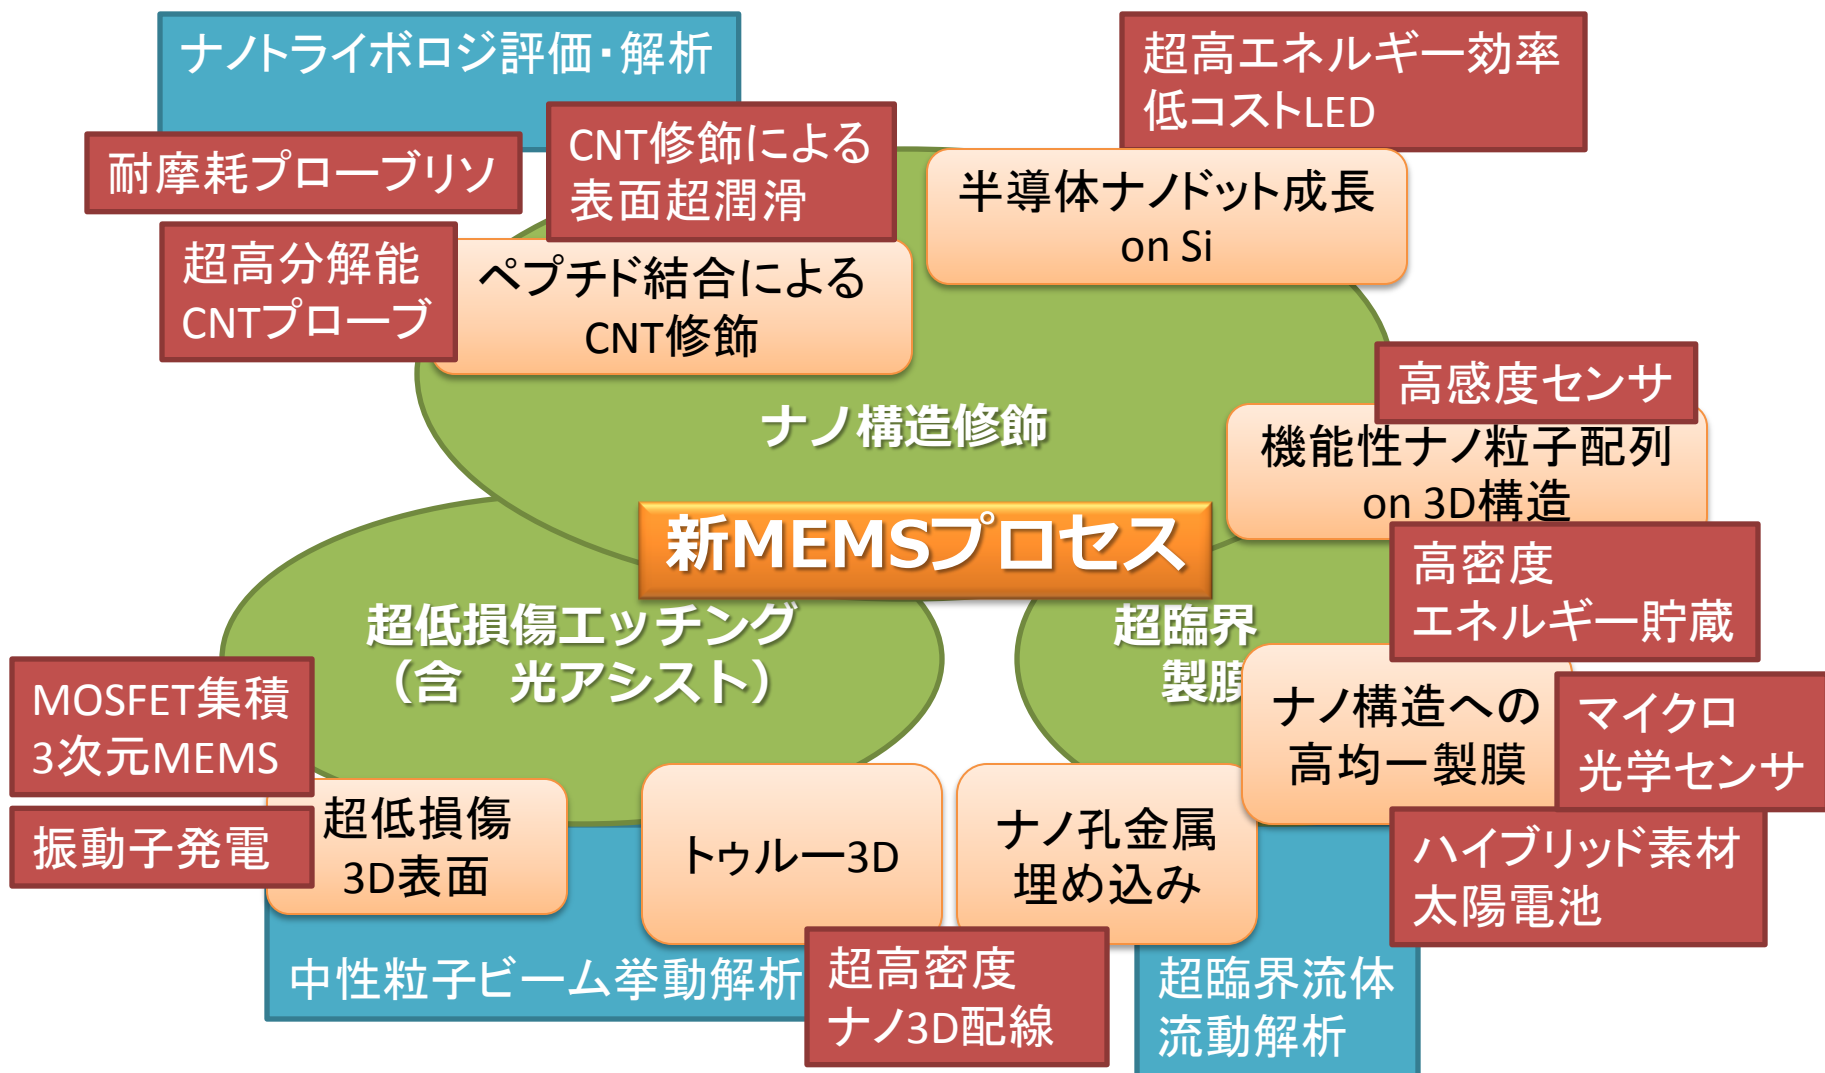 ナノトライボロジ評価・解析
超高エネルギー効率
低コストLED
CNT修飾による
表面超潤滑
耐摩耗プローブリソ
半導体ナノドット成長
on Si
超高分解能
CNTプローブ
ペプチド結合による
CNT修飾
高感度センサ
ナノ構造修飾
機能性ナノ粒子配列
on 3D構造
新MEMSプロセス
高密度
エネルギー貯蔵
超低損傷エッチング
（含　光アシスト）
超臨界
製膜
MOSFET集積
3次元MEMS
ナノ構造への
高均一製膜
マイクロ
光学センサ
振動子発電
超低損傷
3D表面
トゥルー3D
ナノ孔金属
埋め込み
ハイブリッド素材
太陽電池
中性粒子ビーム挙動解析
超高密度
ナノ3D配線
超臨界流体
流動解析